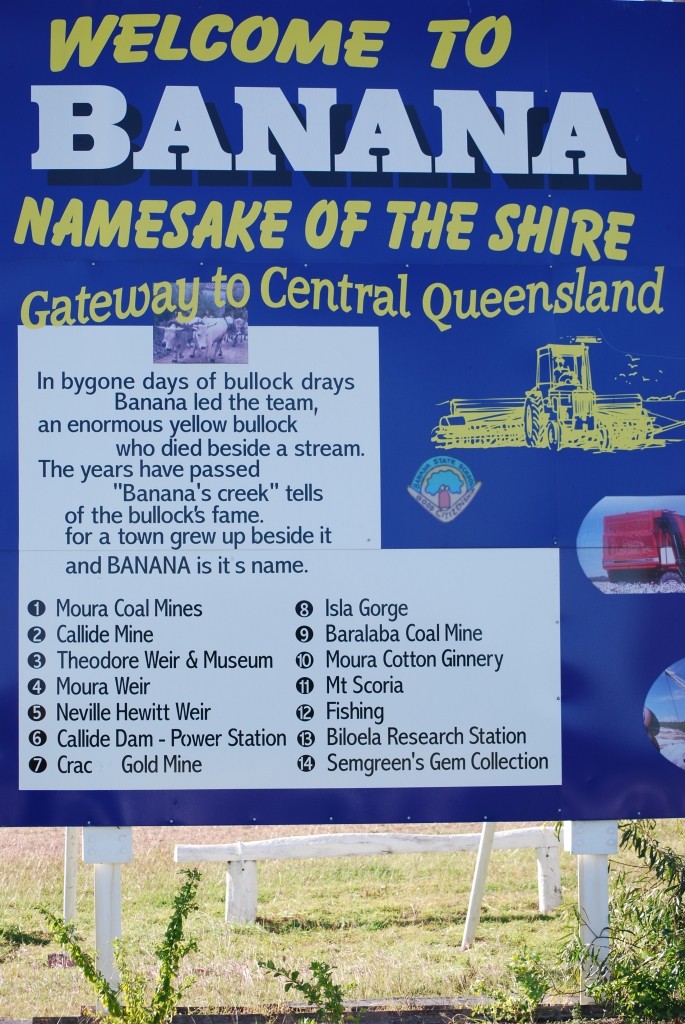 WELCOME TO
BANANA
NAMESAKE OF THE SHIRE
Gateway to Central Queensland
In bygone days of bullock drays
Banana led the team,
an enormous yellow bullock
who died beside a stream.
The years have passed
"Banana's creek" tells
of the bullock's fame.
for a town grew up beside it
and BANANA is it s name.
BANANA STATE SCHOOL
GOOD CITIZENSHIP
1 Moura Coal Mines
2 Callide Mine
3 Theodore Weir & Museum
4 Moura Weir
5 Neville Hewitt Weir
6 Callide Dam - Power Station
7 Crac Gold Mine
8 Isla Gorge
9 Baralaba Coal Mine
10 Moura Cotton Ginnery
11 Mt Scoria
12 Fishing
13 Biloela Research Station
14 Semgreen's Gem Collection